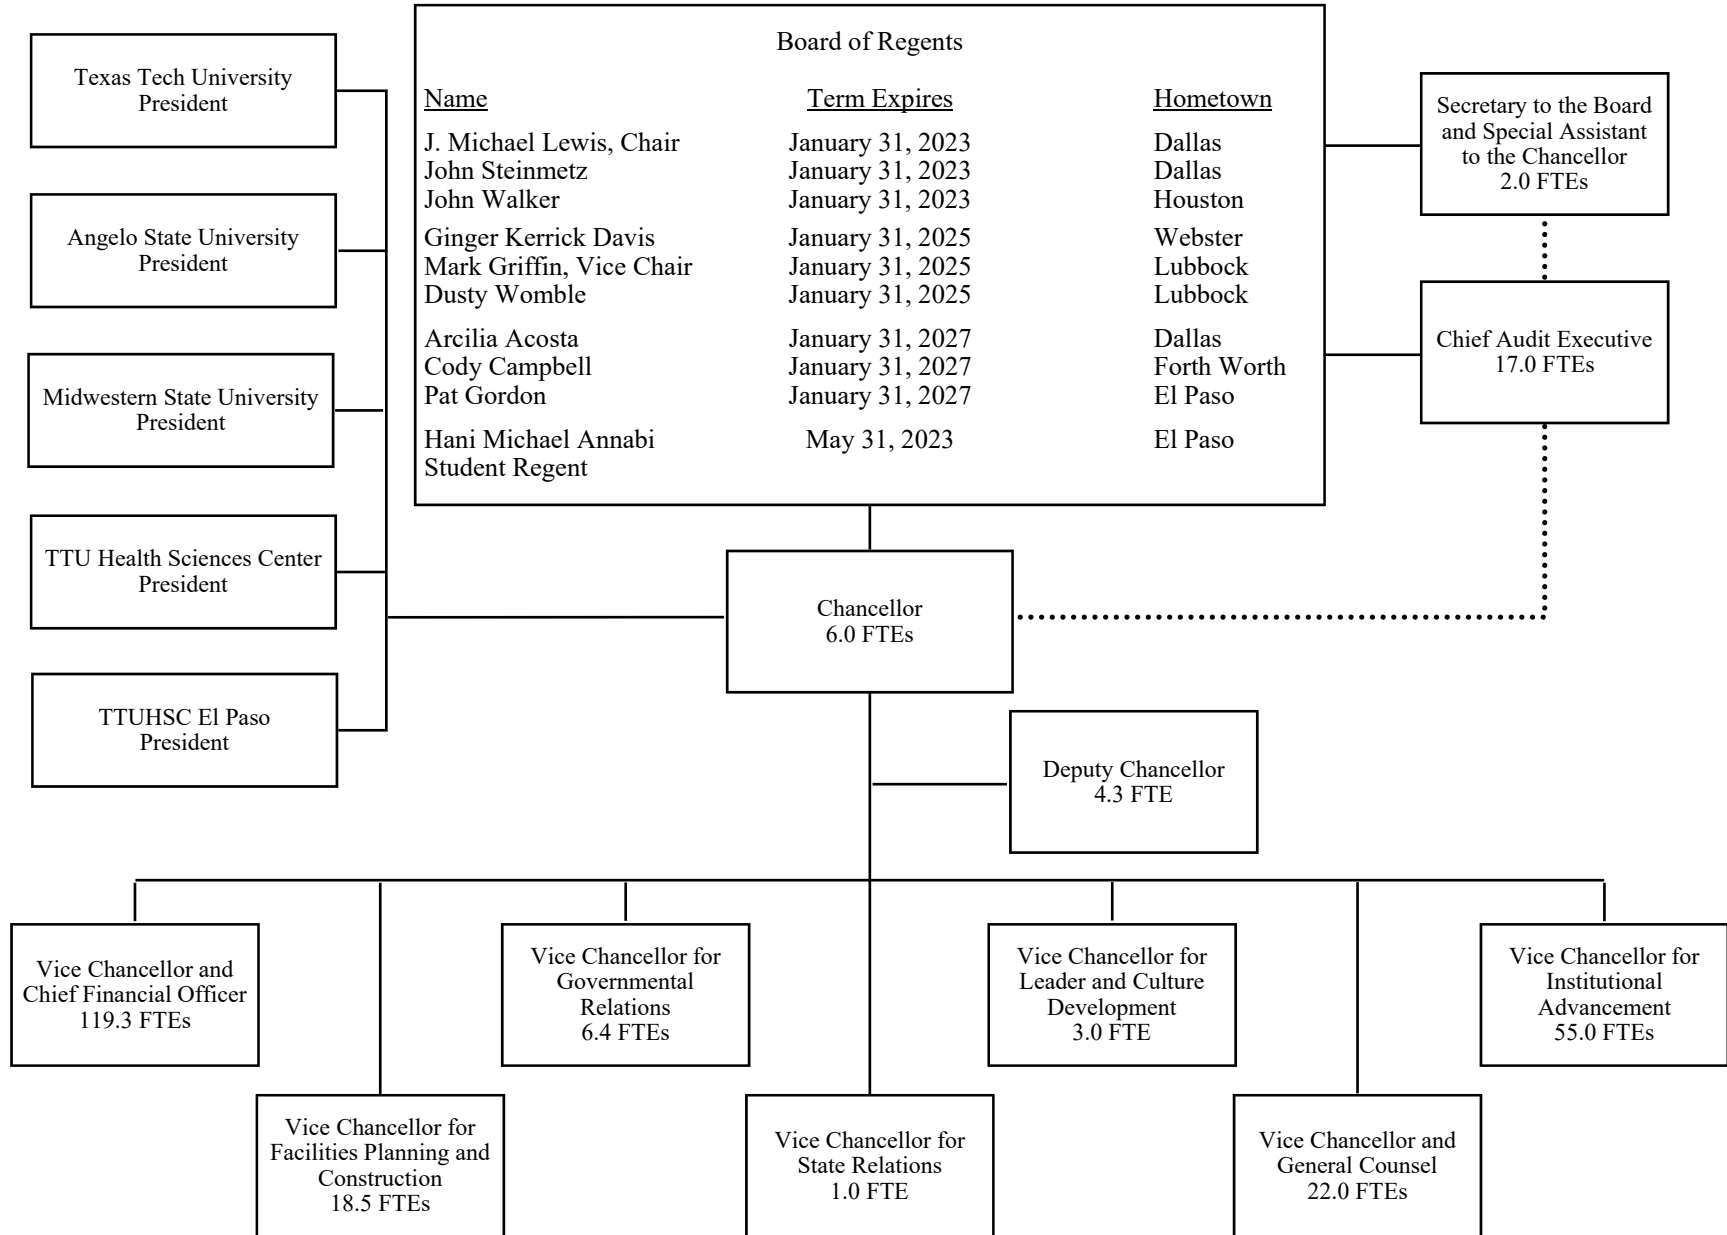 Board of Regents
Name Term Expires Hometown
J. Michael Lewis, Chair January 31, 2023 Dallas
John Steinmetz January 31, 2023 Dallas
John Walker January 31, 2023 Houston
Ginger Kerrick Davis January 31, 2025 Webster
Mark Griffin, Vice Chair January 31, 2025 Lubbock
Dusty Womble January 31, 2025 Lubbock
Arcilia Acosta January 31, 2027 Dallas
Cody Campbell January 31, 2027 Forth Worth
Pat Gordon January 31, 2027 El Paso
Hani Michael Annabi May 31, 2023 El Paso
Student Regent
Texas Tech University
President
Angelo State University
President
Midwestern State University
President
TTU Health Sciences Center
President
TTUHSC El Paso
President
Secretary to the Board
and Special Assistant
to the Chancellor
2.0 FTEs
Chief Audit Executive
17.0 FTEs
Chancellor
6.0 FTEs
Deputy Chancellor
4.3 FTE
Vice Chancellor and
Chief Financial Officer
119.3 FTEs
Vice Chancellor for
Governmental
Relations
6.4 FTEs
Vice Chancellor for
Leader and Culture
Development
3.0 FTE
Vice Chancellor for
Institutional
Advancement
55.0 FTEs
Vice Chancellor for
Facilities Planning and
Construction
18.5 FTEs
Vice Chancellor for
State Relations
1.0 FTE
Vice Chancellor and
General Counsel
22.0 FTEs